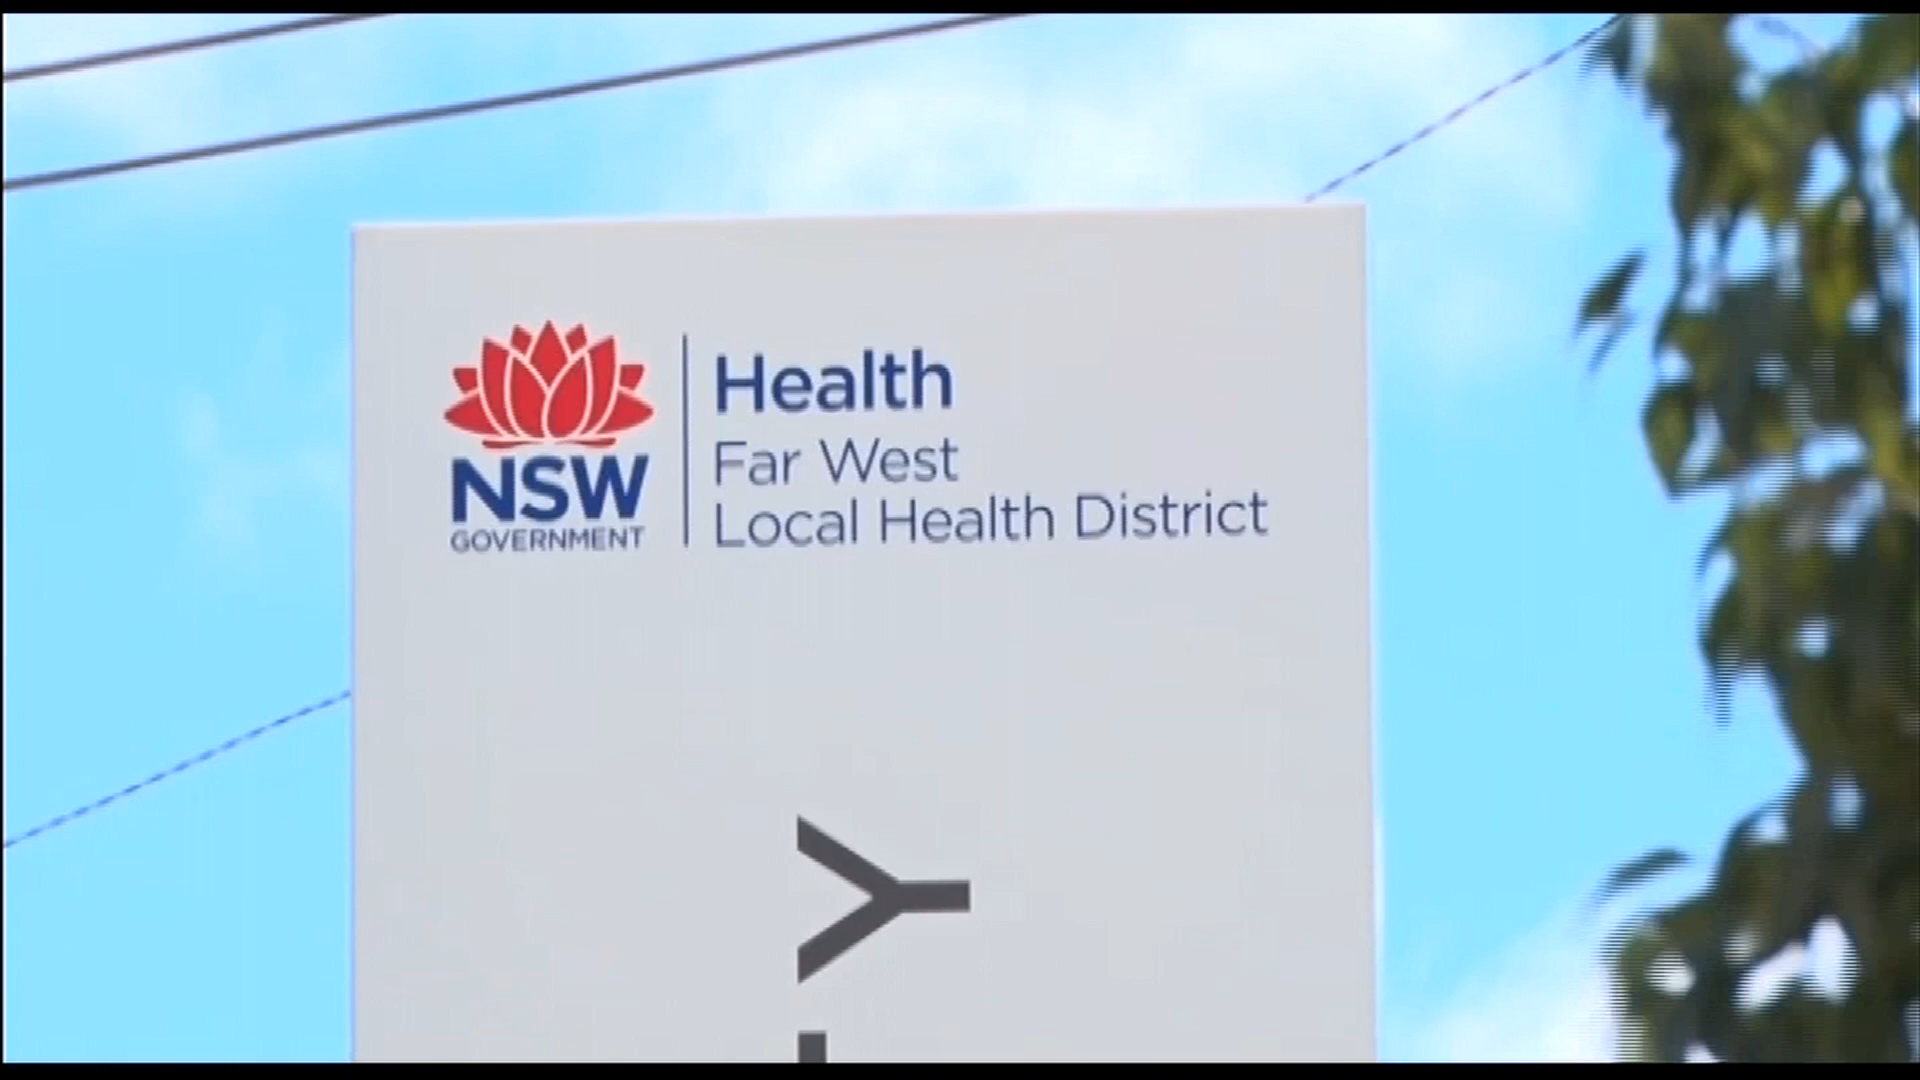 Health
Far West
Local Health District
NSW
GOVERNMENT
Y